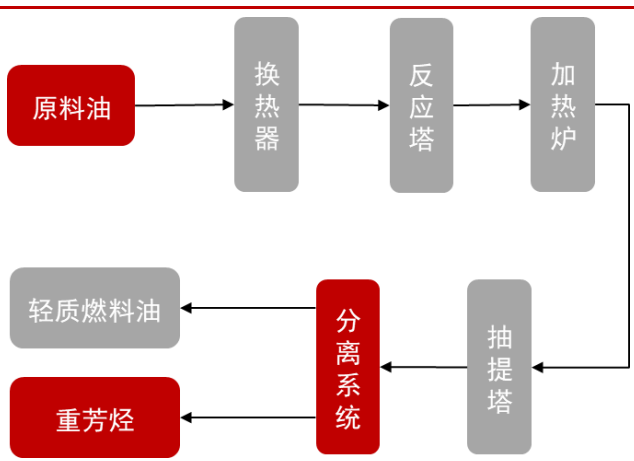 原料油
换热器
反应塔
加热炉
轻质燃料油
分离系统
抽提塔
重芳烃